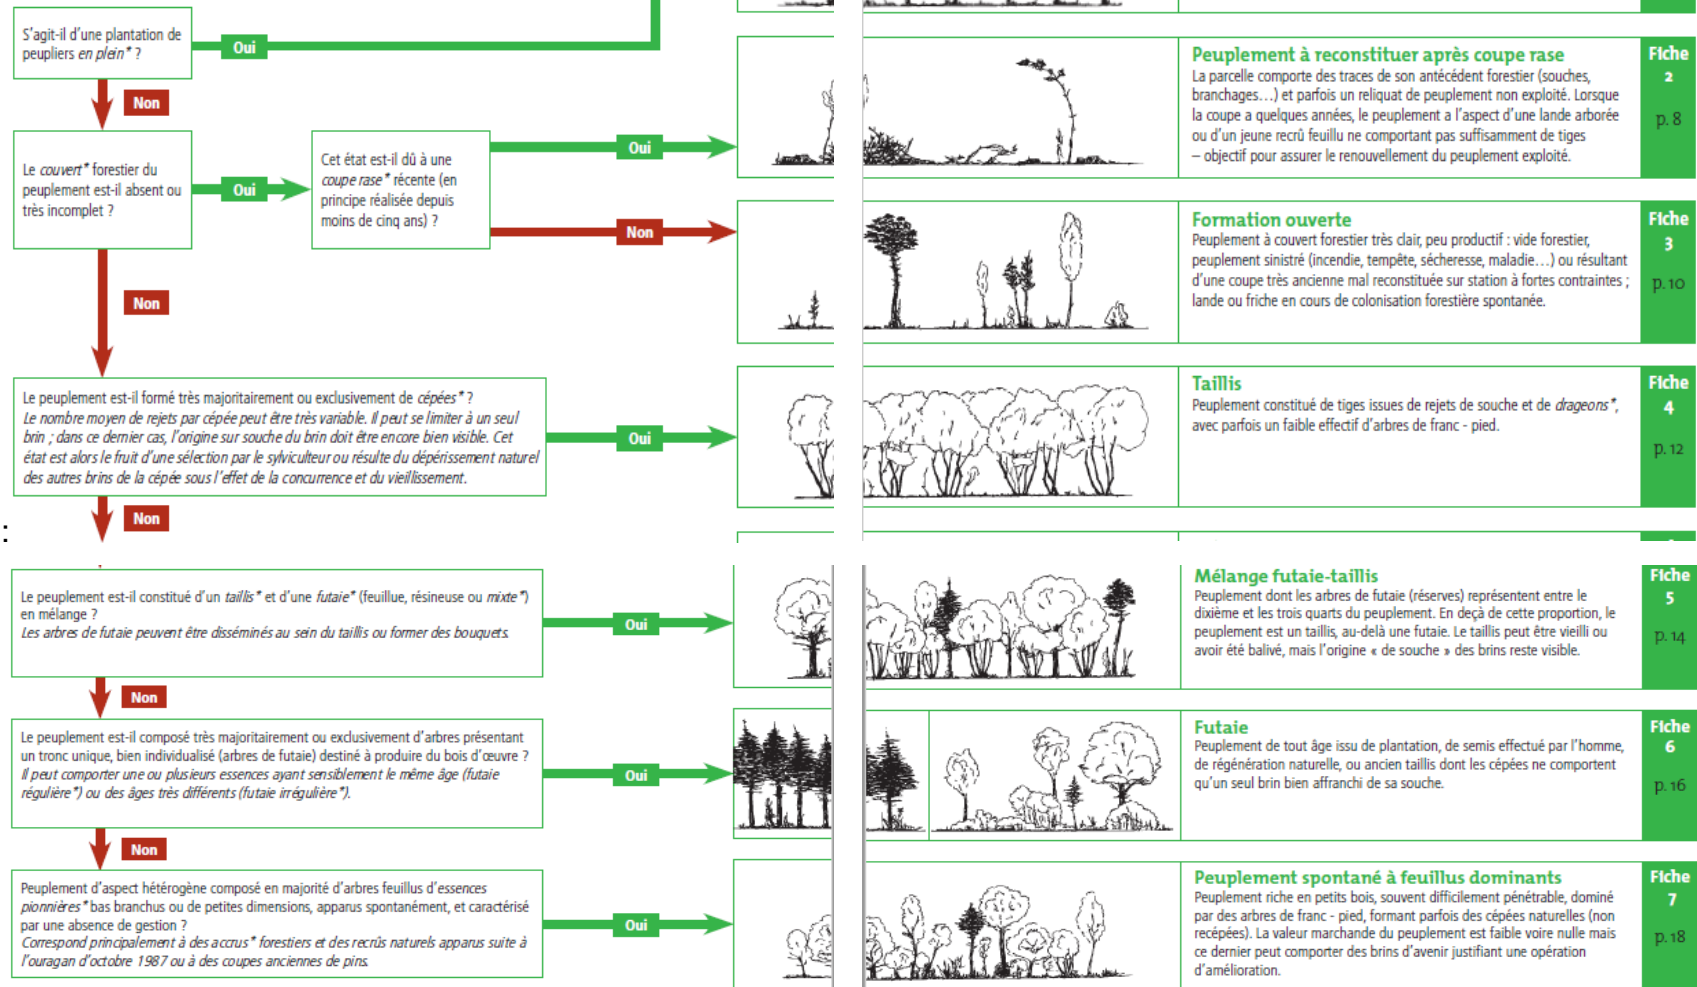 S'agit-il d'une plantation de
peupliers en plein* ?
Oui
Non
Le couvert* forestier du
peuplement est-il absent ou
très incomplet ?
Oui
Cet état est-il dû à une
coupe rase* récente (en
principe réalisée depuis
moins de cinq ans) ?
Oui
Peuplement à reconstituer après coupe rase
La parcelle comporte des traces de son antécédent forestier (souches,
branchages...) et parfois un reliquat de peuplement non exploité. Lorsque
la coupe a quelques années, le peuplement a l'aspect d'une lande arborée
ou d'un jeune recrû feuillu ne comportant pas suffisamment de tiges
– objectif pour assurer le renouvellement du peuplement exploité.
Fiche
2
p. 8
Non
Formation ouverte
Peuplement à couvert forestier très clair, peu productif : vide forestier,
peuplement sinistré (incendie, tempête, sécheresse, maladie...) ou résultant
d'une coupe très ancienne mal reconstituée sur station à fortes contraintes ;
lande ou friche en cours de colonisation forestière spontanée.
Fiche
3
p. 10
Non
Le peuplement est-il formé très majoritairement ou exclusivement de cépées* ?
Le nombre moyen de rejets par cépée peut être très variable. Il peut se limiter à un seul
brin ; dans ce dernier cas, l'origine sur souche du brin doit être encore bien visible. Cet
état est alors le fruit d'une sélection par le sylviculteur ou résulte du dépérissement naturel
des autres brins de la cépée sous l'effet de la concurrence et du vieillissement.
Oui
Taillis
Peuplement constitué de tiges issues de rejets de souche et de drageons*,
avec parfois un faible effectif d'arbres de franc - pied.
Fiche
4
p. 12
Non
:
Le peuplement est-il constitué d'un taillis* et d'une futaie* (feuillue, résineuse ou mixte*)
en mélange ?
Les arbres de futaie peuvent être disséminés au sein du taillis ou former des bouquets.
Oui
Mélange futaie-taillis
Peuplement dont les arbres de futaie (réserves) représentent entre le
dixième et les trois quarts du peuplement. En deçà de cette proportion, le
peuplement est un taillis, au-delà une futaie. Le taillis peut être vieilli ou
avoir été balivé, mais l'origine « de souche » des brins reste visible.
Fiche
5
p. 14
Non
Le peuplement est-il composé très majoritairement ou exclusivement d'arbres présentant
un tronc unique, bien individualisé (arbres de futaie) destiné à produire du bois d'œuvre ?
Il peut comporter une ou plusieurs essences ayant sensiblement le même âge (futaie
régulière*) ou des âges très différents (futaie irrégulière*).
Oui
Futaie
Peuplement de tout âge issu de plantation, de semis effectué par l'homme,
de régénération naturelle, ou ancien taillis dont les cépées ne comportent
qu'un seul brin bien affranchi de sa souche.
Fiche
6
p. 16
Non
Peuplement d'aspect hétérogène composé en majorité d'arbres feuillus d'essences
pionnières* bas branchus ou de petites dimensions, apparus spontanément, et caractérisé
par une absence de gestion ?
Correspond principalement à des accrus* forestiers et des recrûs naturels apparus suite à
l'ouragan d'octobre 1987 ou à des coupes anciennes de pins.
Oui
Peuplement spontané à feuillus dominants
Peuplement riche en petits bois, souvent difficilement pénétrable, dominé
par des arbres de franc - pied, formant parfois des cépées naturelles (non
recépées). La valeur marchande du peuplement est faible voire nulle mais
ce dernier peut comporter des brins d'avenir justifiant une opération
d'amélioration.
Fiche
7
p. 18